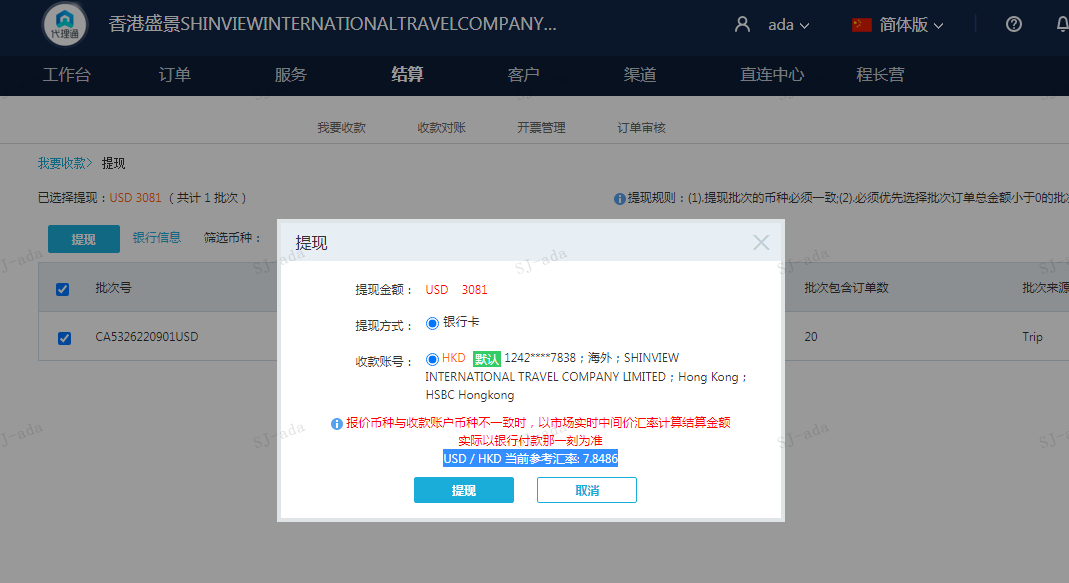 代理通
香港盛景SHINVIEWINTERNATIONALTRAVELCOMPANY...
ada
简体版
工作台 订单 服务 结算 客户 渠道 直连中心 程长营
我要收款 收款对账 开票管理 订单审核
我要收款> 提现
已选择提现：USD 3081 （ 共计 1 批次 ）
提现规则：(1).提现批次的币种必须一致;(2).必须优先选择批次订单总金额小于0的批次
提现 银行信息 筛选币种：
批次号 批次包含订单数 批次来源
CA5326220901USD 20 Trip
提现
提现金额： USD 3081
提现方式： 银行卡
收款账号： HKD 默认 1242****7838；海外；SHINVIEW
INTERNATIONAL TRAVEL COMPANY LIMITED；Hong Kong；
HSBC Hongkong
报价币种与收款账户币种不一致时，以市场实时中间价汇率计算结算金额
实际以银行付款那一刻为准
USD / HKD 当前参考汇率: 7.8486
提现 取消
SJ-ada
SJ-ada
SJ-ada
SJ-ada
SJ-ada